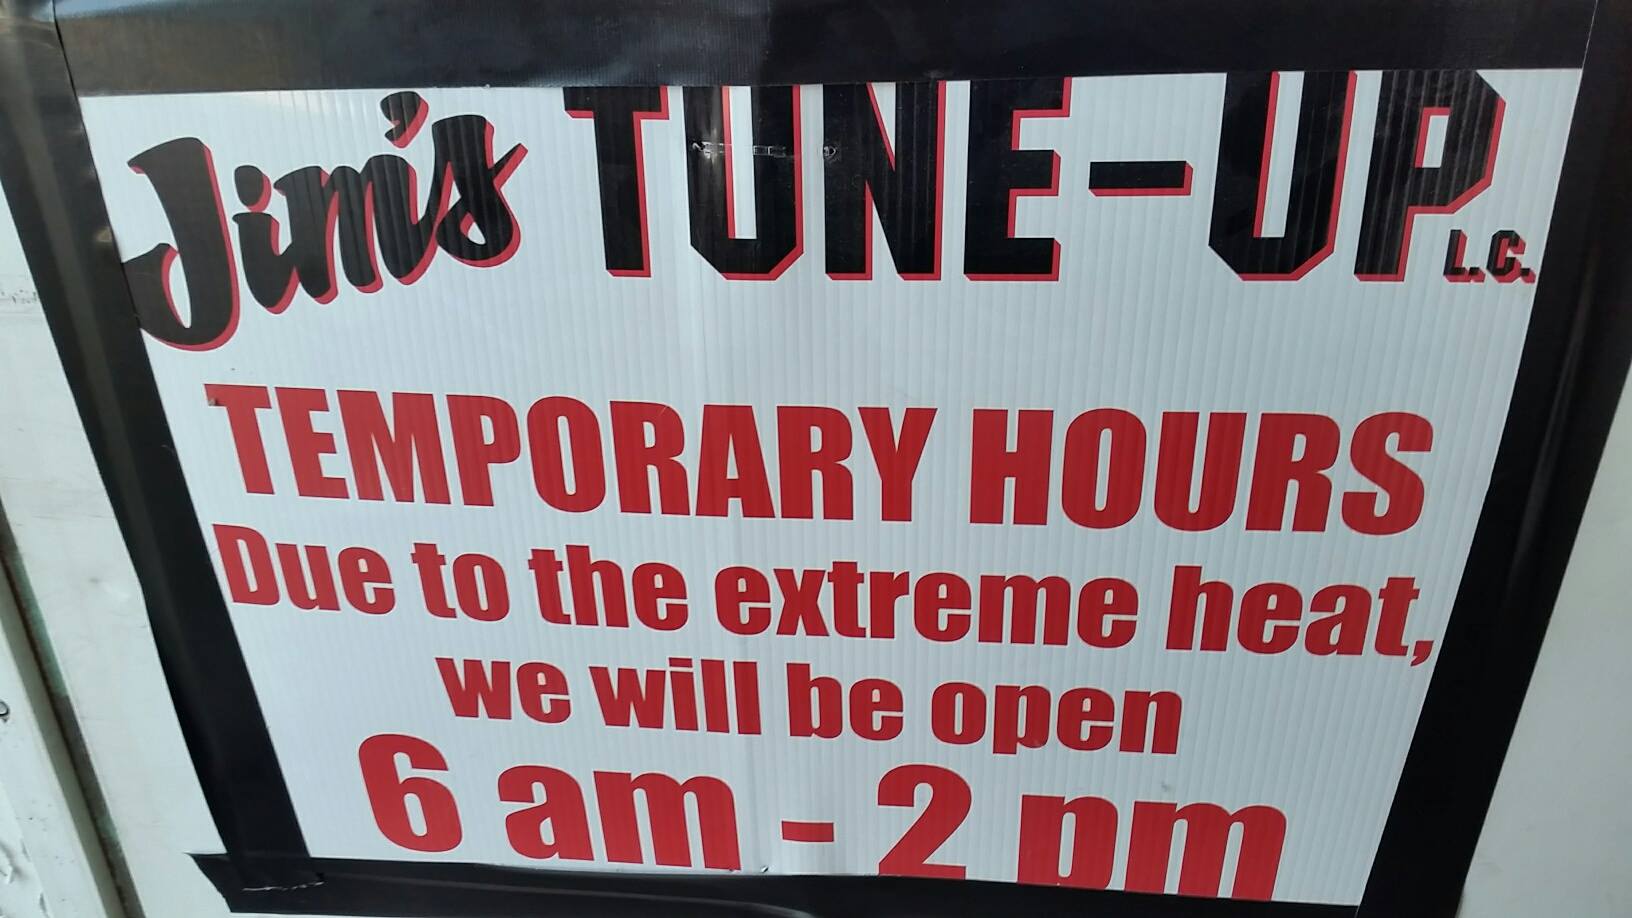 Jim's TUNE-UP L.C.
TEMPORARY HOURS
Due to the extreme heat,
we will be open
6 am - 2 pm